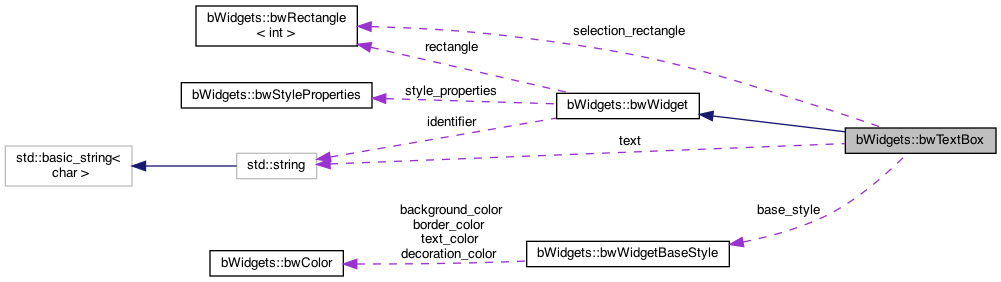 bWidgets::bwRectangle
< int >
selection_rectangle
rectangle
bWidgets::bwStyleProperties
style_properties
bWidgets::bwWidget
identifier
bWidgets::bwTextBox
text
std::basic_string<
char >
std::string
base_style
background_color
border_color
text_color
decoration_color
bWidgets::bwWidgetBaseStyle
bWidgets::bwColor